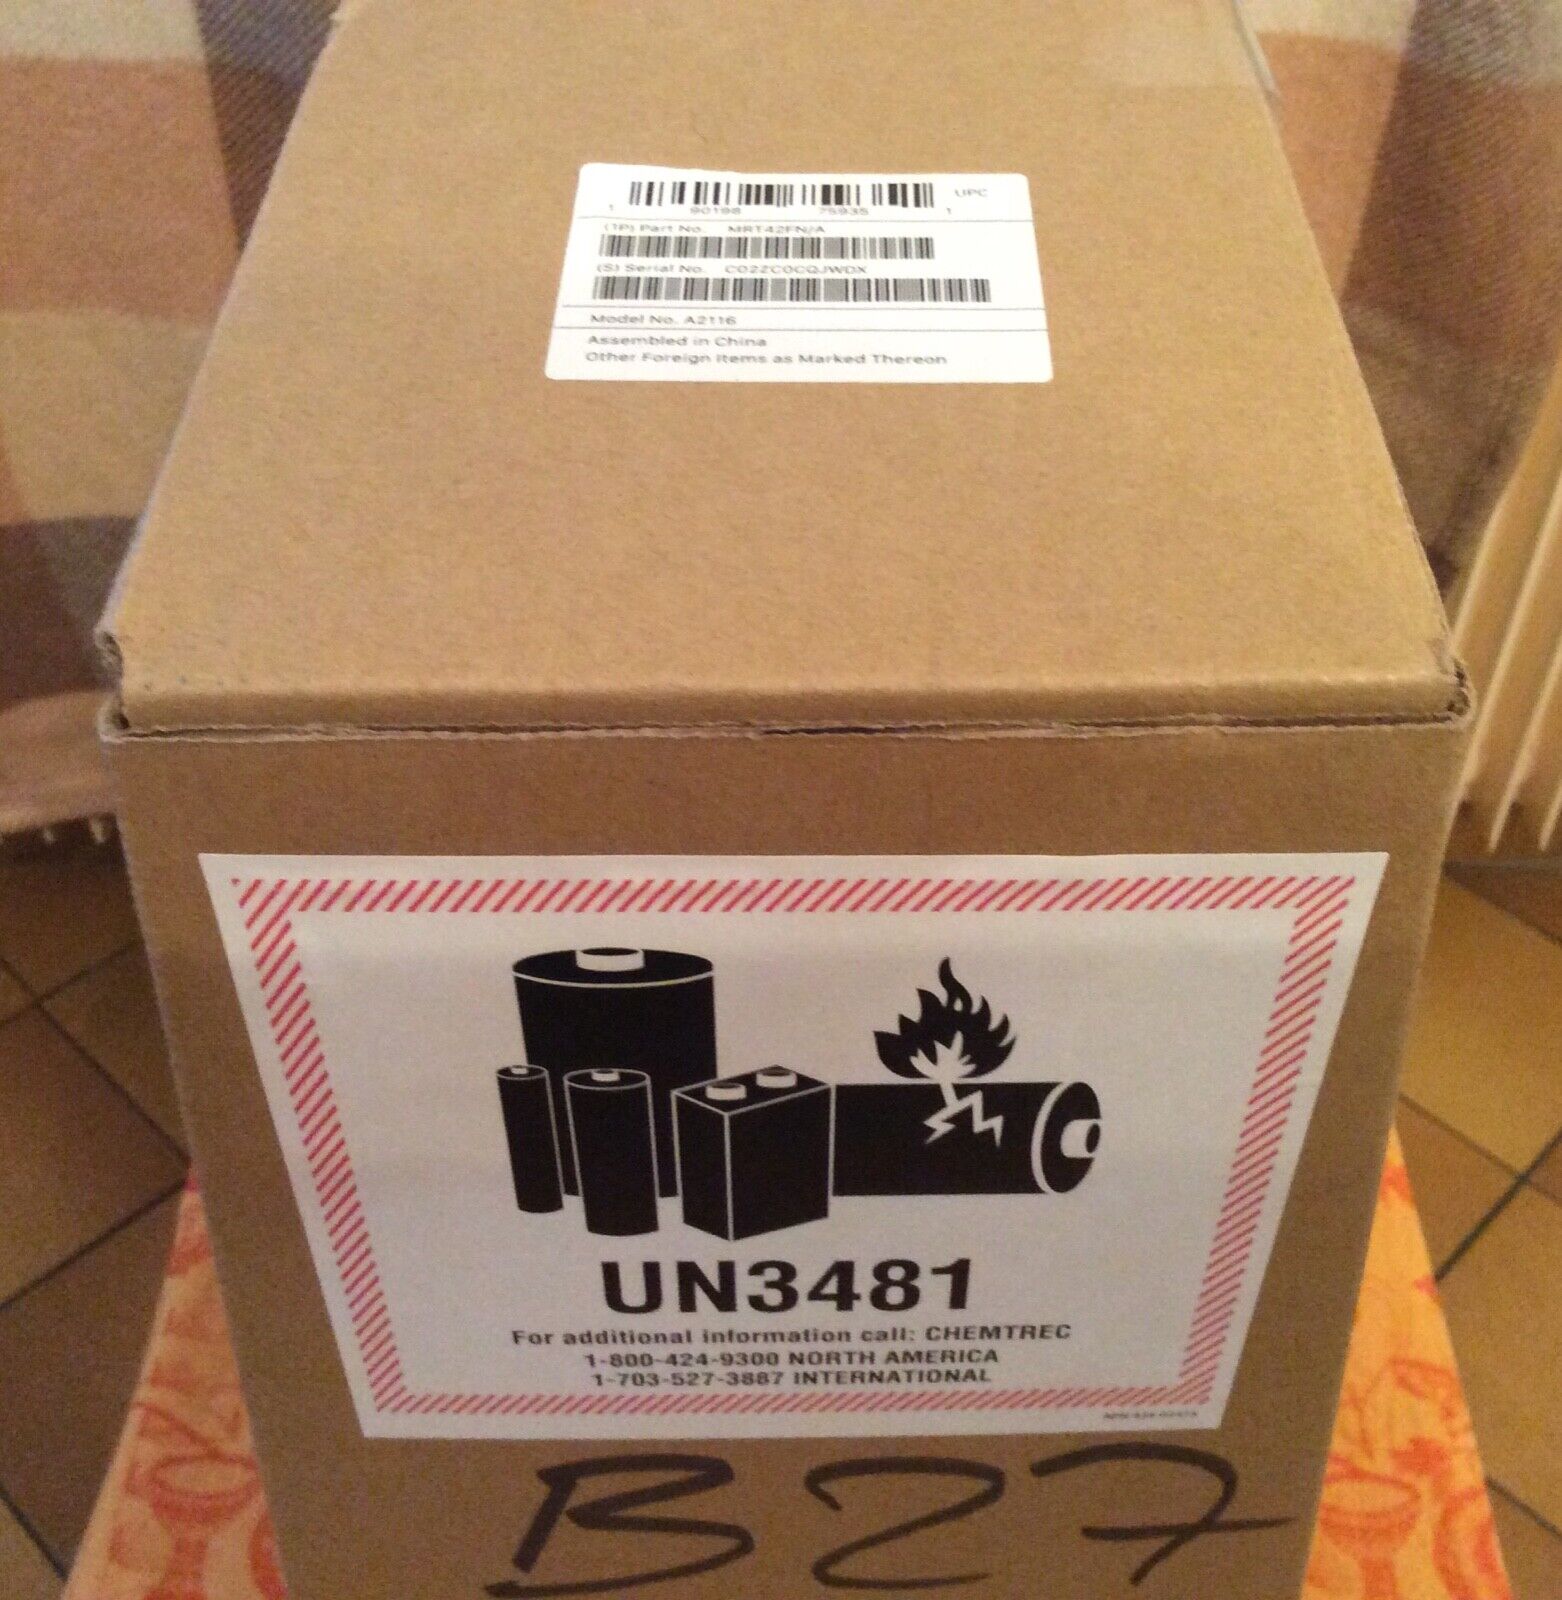 UPC
1 90198 75935 1
(1P) Part No. MRT42FN/A
(S) Serial No. C02ZC0CQJWDX
Model No. A2116
Assembled in China
Other Foreign Items as Marked Thereon
UN3481
For additional information call: CHEMTREC
1-800-424-9300 NORTH AMERICA
1-703-527-3887 INTERNATIONAL
B27